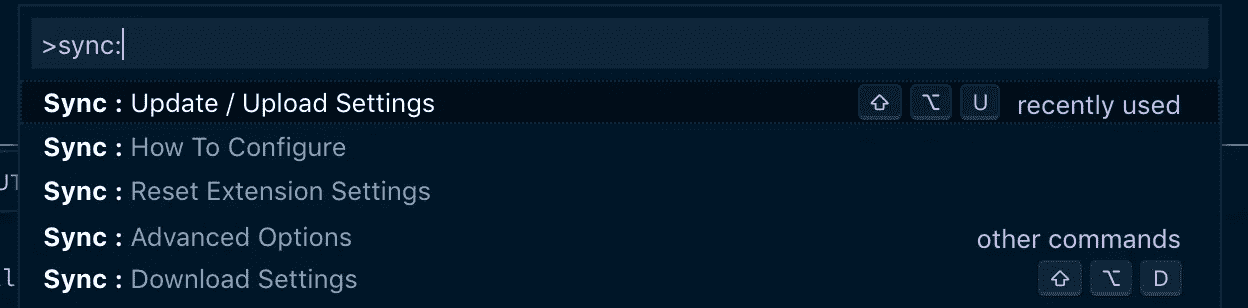 >sync:
Sync : Update / Upload Settings ⇧ ⌥ U recently used
Sync : How To Configure
UT
Sync : Reset Extension Settings
Sync : Advanced Options other commands
l Sync : Download Settings ⇧ ⌥ D